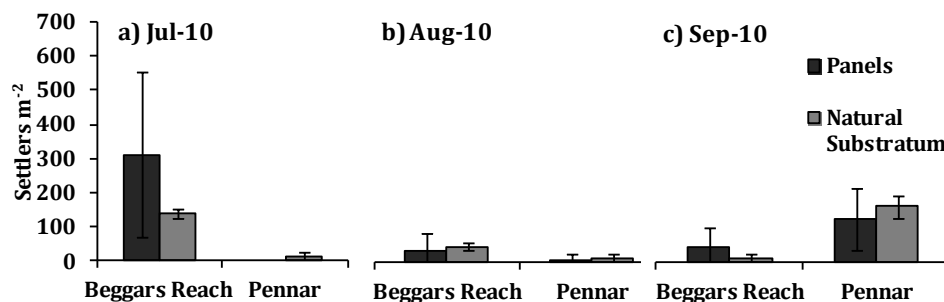 700
600
500
400
300
200
100
0
Settlers m-2
a) Jul-10
b) Aug-10
c) Sep-10
Panels
Natural
Substratum
Beggars Reach Pennar
Beggars Reach Pennar
Beggars Reach Pennar